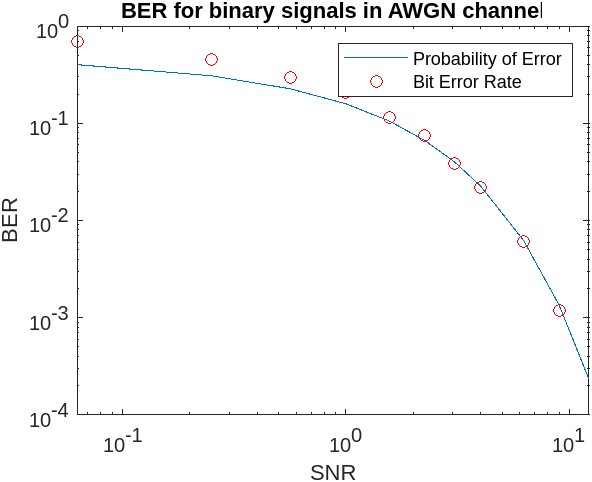 BER for binary signals in AWGN channel
10^0
Probability of Error
Bit Error Rate
10^-1
BER
10^-2
10^-3
10^-4
10^-1 10^0 10^1
SNR